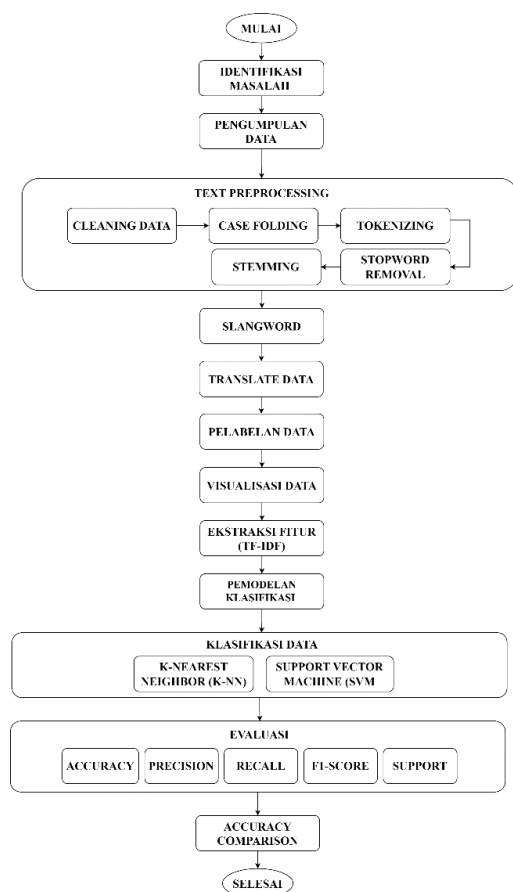 MULAI
IDENTIFIKASI
MASALAH
PENGUMPULAN
DATA
TEXT PREPROCESSING
CLEANING DATA
CASE FOLDING
TOKENIZING
STEMMING
STOPWORD
REMOVAL
SLANGWORD
TRANSLATE DATA
PELABELAN DATA
VISUALISASI DATA
EKSTRAKSI FITUR
(TF-IDF)
PEMODELAN
KLASIFIKASI
KLASIFIKASI DATA
K-NEAREST
NEIGHBOR (K-NN)
SUPPORT VECTOR
MACHINE (SVM
EVALUASI
ACCURACY
PRECISION
RECALL
F1-SCORE
SUPPORT
ACCURACY
COMPARISON
SELESAI